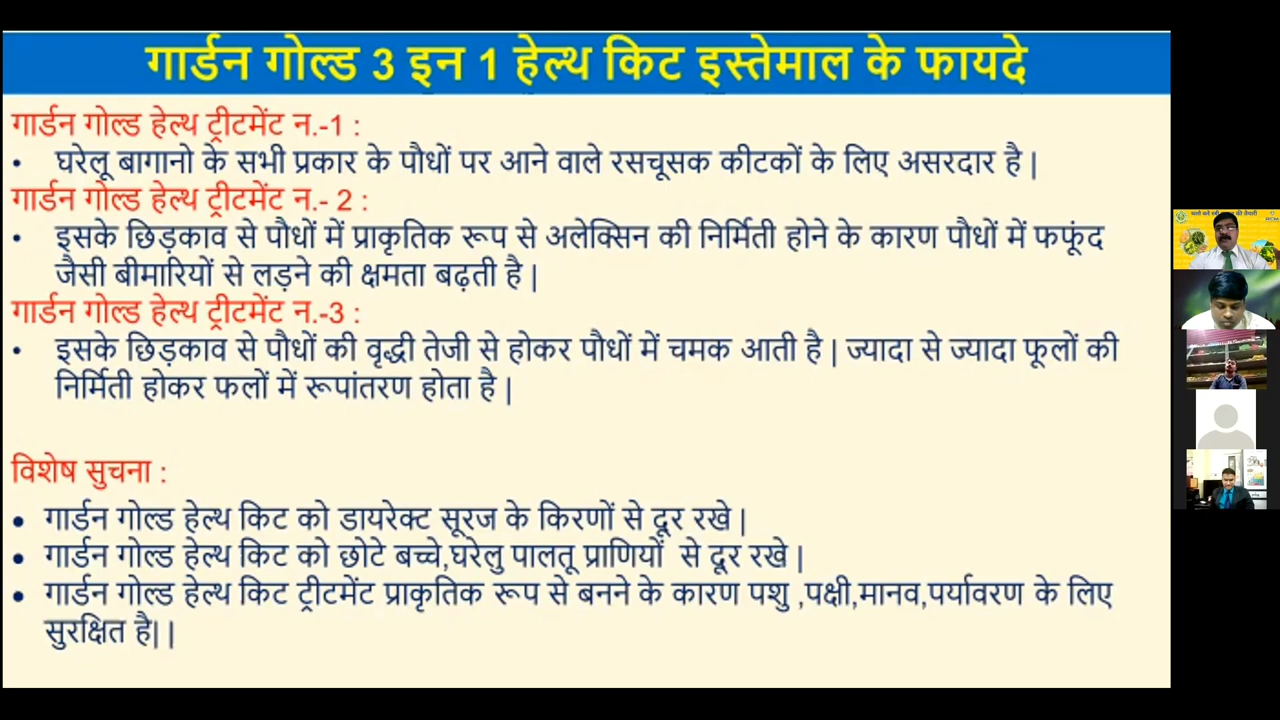 गार्डन गोल्ड 3 इन 1 हेल्थ किट इस्तेमाल के फायदे
गार्डन गोल्ड हेल्थ ट्रीटमेंट न.-1 :
• घरेलू बागानो के सभी प्रकार के पौधों पर आने वाले रसचूसक कीटकों के लिए असरदार है |
गार्डन गोल्ड हेल्थ ट्रीटमेंट न.- 2 :
• इसके छिड़काव से पौधों में प्राकृतिक रूप से अलेक्सिन की निर्मिती होने के कारण पौधों में फफूंद
जैसी बीमारियों से लड़ने की क्षमता बढ़ती है |
गार्डन गोल्ड हेल्थ ट्रीटमेंट न.-3 :
• इसके छिड़काव से पौधों की वृद्धी तेजी से होकर पौधों में चमक आती है | ज्यादा से ज्यादा फूलों की
निर्मिती होकर फलों में रूपांतरण होता है |
विशेष सुचना :
• गार्डन गोल्ड हेल्थ किट को डायरेक्ट सूरज के किरणों से दूर रखे |
• गार्डन गोल्ड हेल्थ किट को छोटे बच्चे,घरेलु पालतू प्राणियों से दूर रखे |
• गार्डन गोल्ड हेल्थ किट ट्रीटमेंट प्राकृतिक रूप से बनने के कारण पशु ,पक्षी,मानव,पर्यावरण के लिए
सुरक्षित है| |